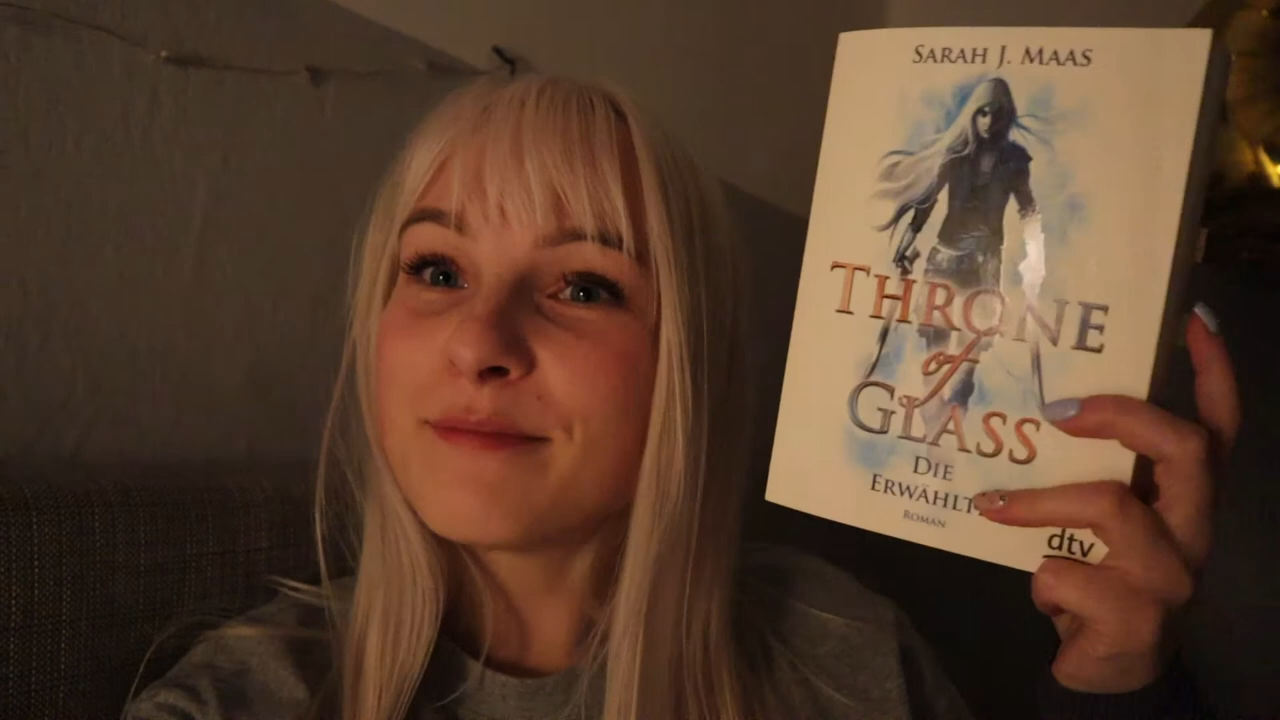 SARAH J. MAAS
THRONE
of
GLASS
DIE
ROMAN
dtv